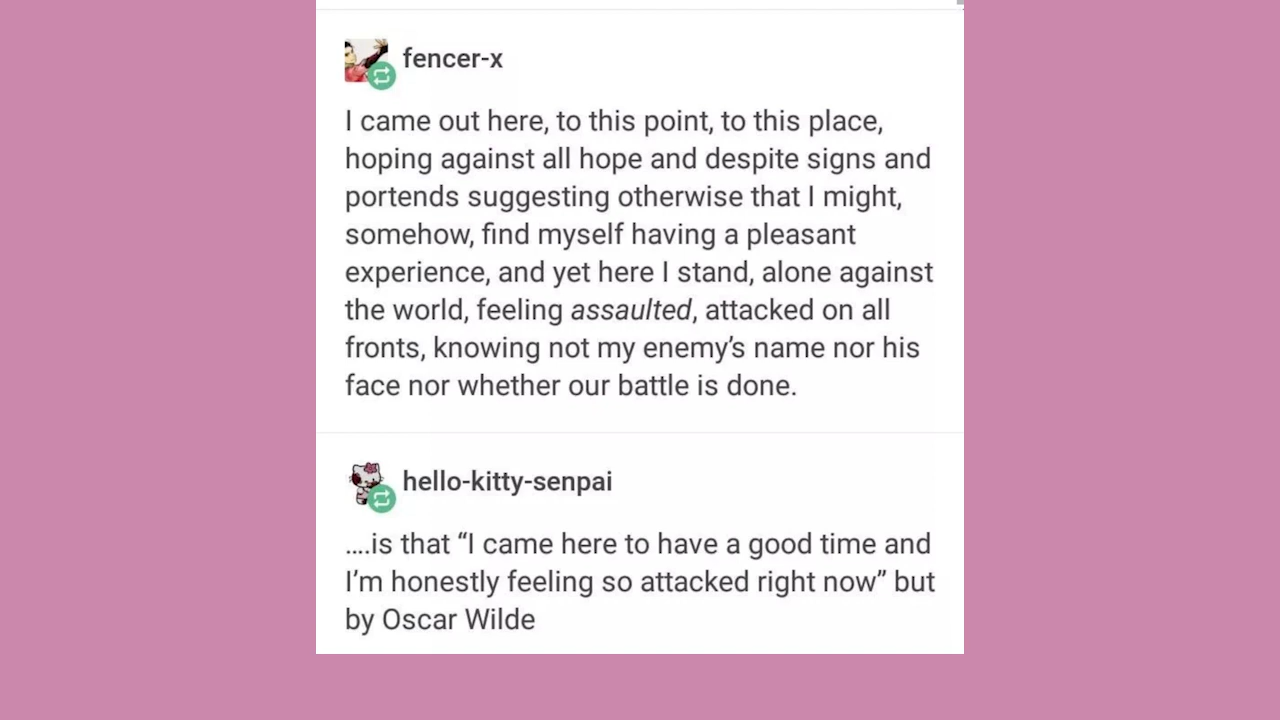 fencer-x
I came out here, to this point, to this place,
hoping against all hope and despite signs and
portends suggesting otherwise that I might,
somehow, find myself having a pleasant
experience, and yet here I stand, alone against
the world, feeling assaulted, attacked on all
fronts, knowing not my enemy’s name nor his
face nor whether our battle is done.
hello-kitty-senpai
....is that “I came here to have a good time and
I’m honestly feeling so attacked right now” but
by Oscar Wilde